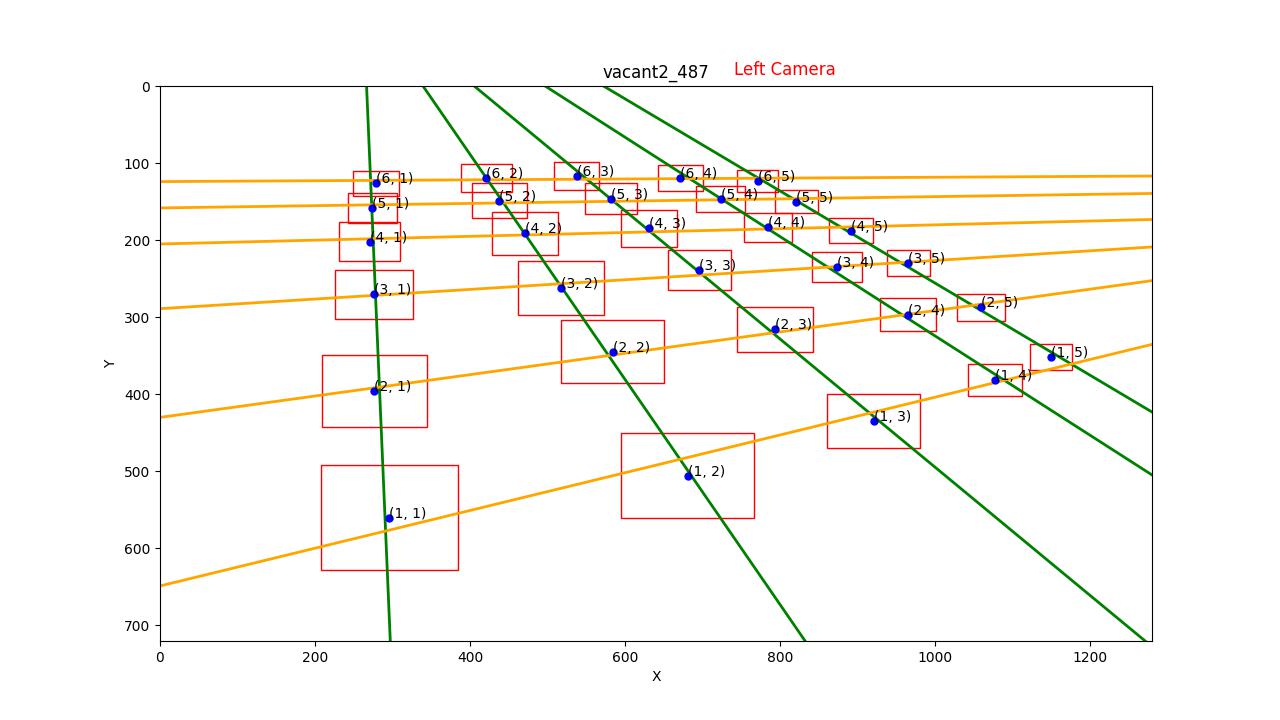 vacant2_487 Left Camera
0
100
(6, 1) (6, 2) (6, 3) (6, 4) (6, 5)
(5, 1) (5, 2) (5, 3) (5, 4) (5, 5)
200
(4, 1) (4, 2) (4, 3) (4, 4) (4, 5)
(3, 1) (3, 2) (3, 3) (3, 4) (3, 5)
300
(2, 1) (2, 2) (2, 3) (2, 4) (2, 5)
Y
400
(1, 1) (1, 2) (1, 3) (1, 4) (1, 5)
500
600
700
0 200 400 600 800 1000 1200
X